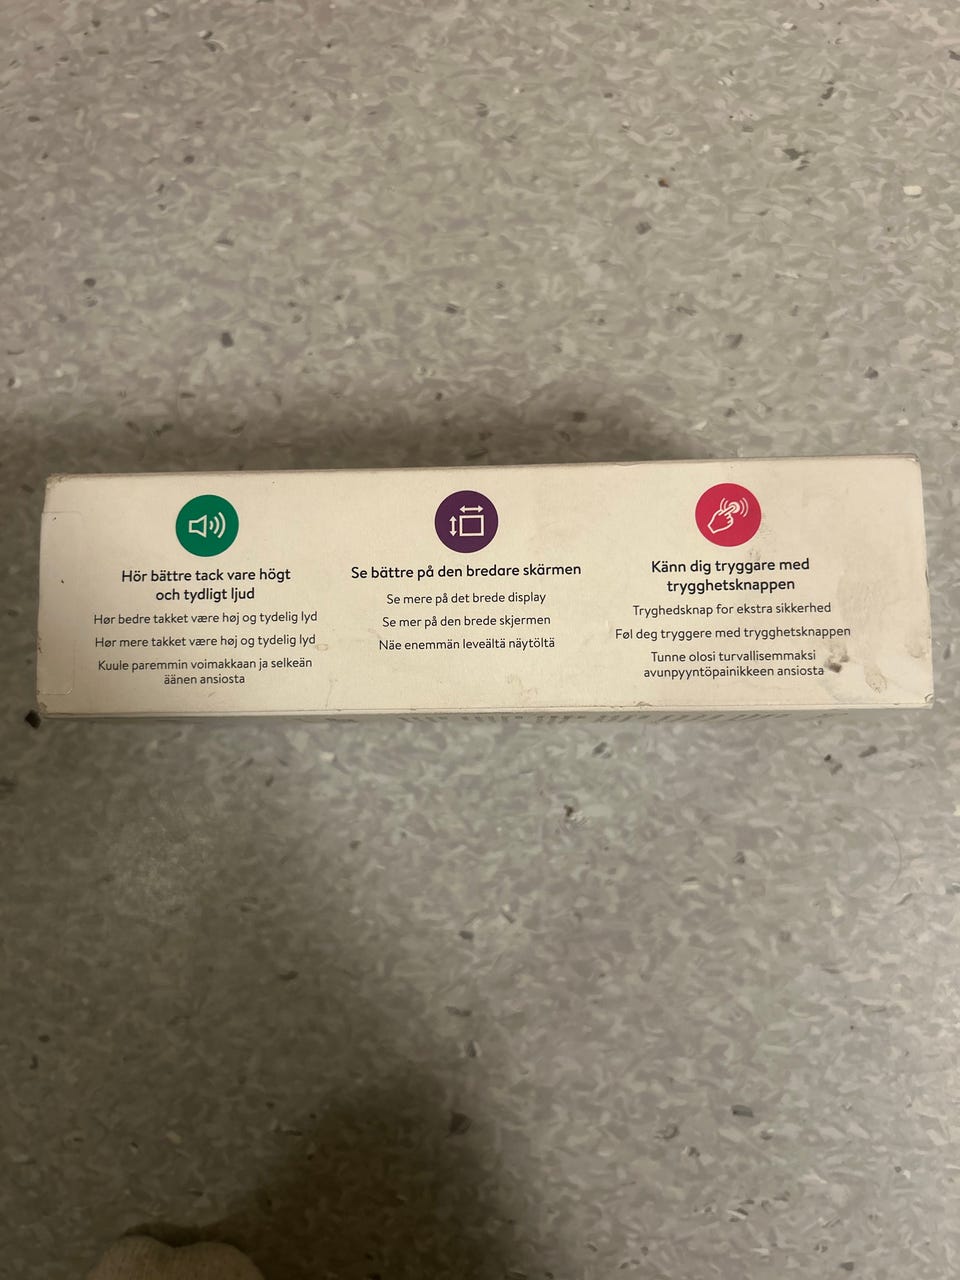 Hör bättre tack vare högt
och tydligt ljud
Hør bedre takket være høj og tydelig lyd
Hør mere takket være høj og tydelig lyd
Kuule paremmin voimakkaan ja selkeän
äänen ansiosta
Se bättre på den bredare skärmen
Se mere på det brede display
Se mer på den brede skjermen
Näe enemmän leveältä näytöltä
Känn dig tryggare med
trygghetsknappen
Tryghedsknap for ekstra sikkerhed
Føl deg tryggere med trygghetsknappen
Tunne olosi turvallisemmaksi
avunpyyntöpainikkeen ansiosta